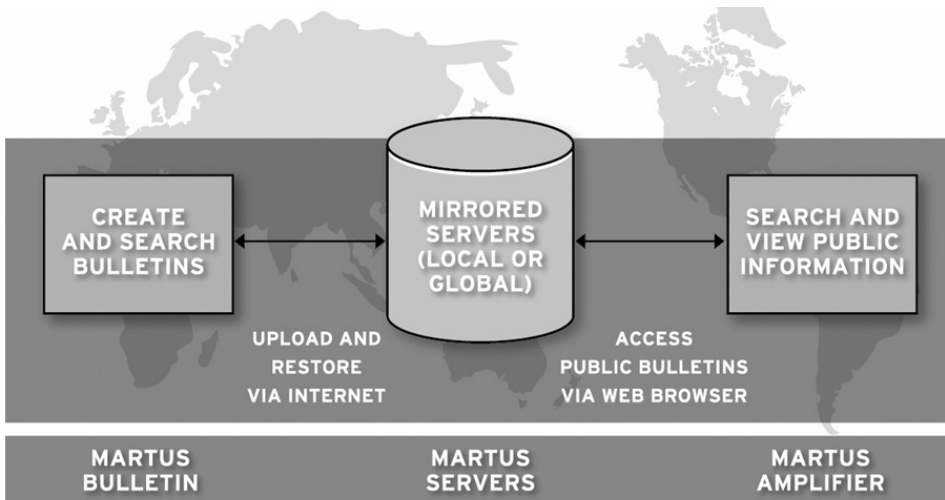 CREATE
AND SEARCH
BULLETINS
MIRRORED
SERVERS
(LOCAL OR
GLOBAL)
SEARCH AND
VIEW PUBLIC
INFORMATION
UPLOAD AND
RESTORE
VIA INTERNET
ACCESS
PUBLIC BULLETINS
VIA WEB BROWSER
MARTUS
BULLETIN
MARTUS
SERVERS
MARTUS
AMPLIFIER